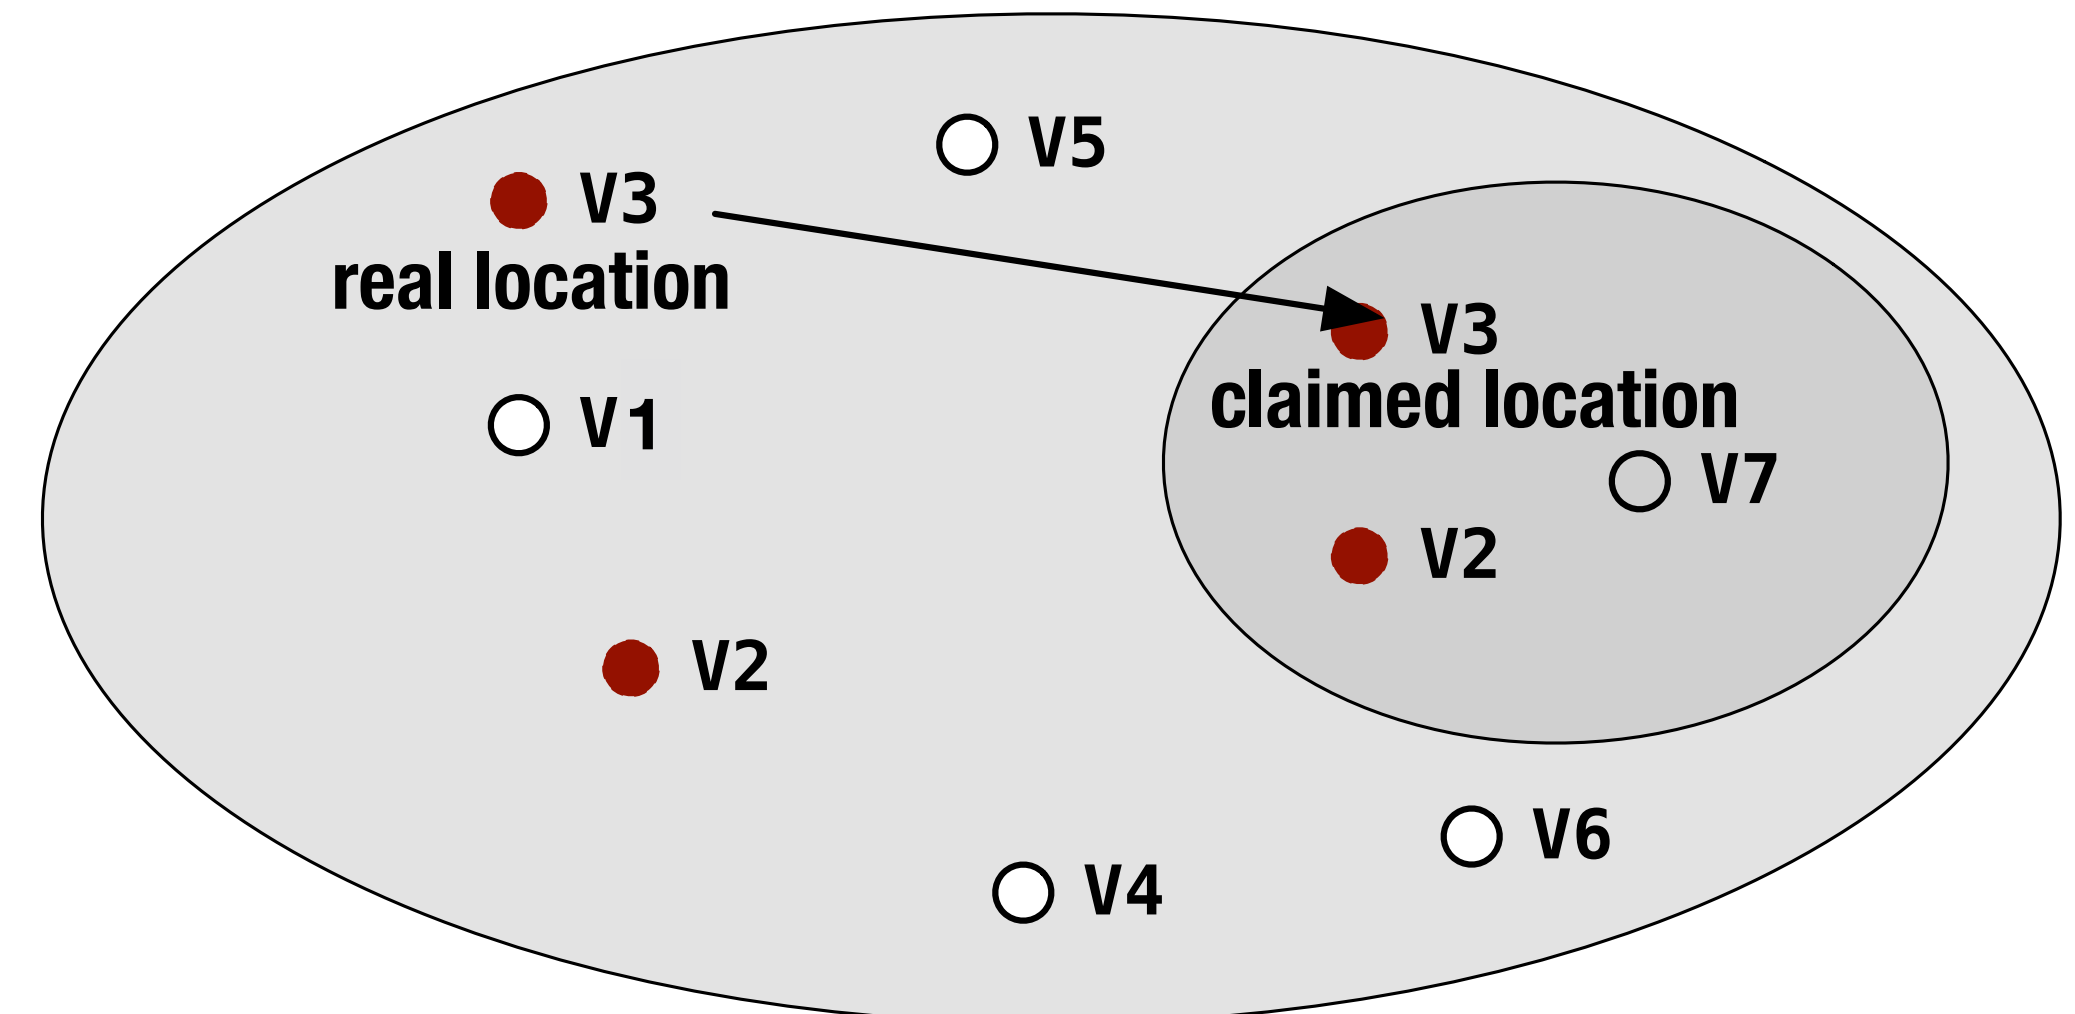 V5
V3
real location
V3
claimed location
V1
V7
V2
V2
V6
V4